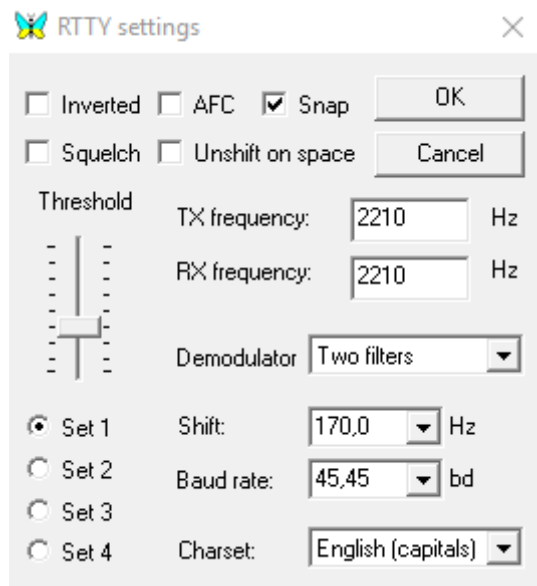 RTTY settings
Inverted AFC Snap OK
Squelch Unshift on space Cancel
Threshold
TX frequency: 2210 Hz
RX frequency: 2210 Hz
Demodulator Two filters
Set 1 Shift: 170,0 Hz
Set 2 Baud rate: 45,45 bd
Set 3
Set 4 Charset: English (capitals)